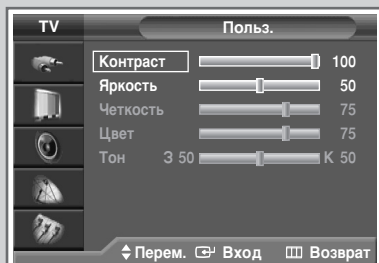 TV Польз.
Контраст 100
Яркость 50
Четкость 75
Цвет 75
Тон З 50 К 50
Перем. Вход Возврат